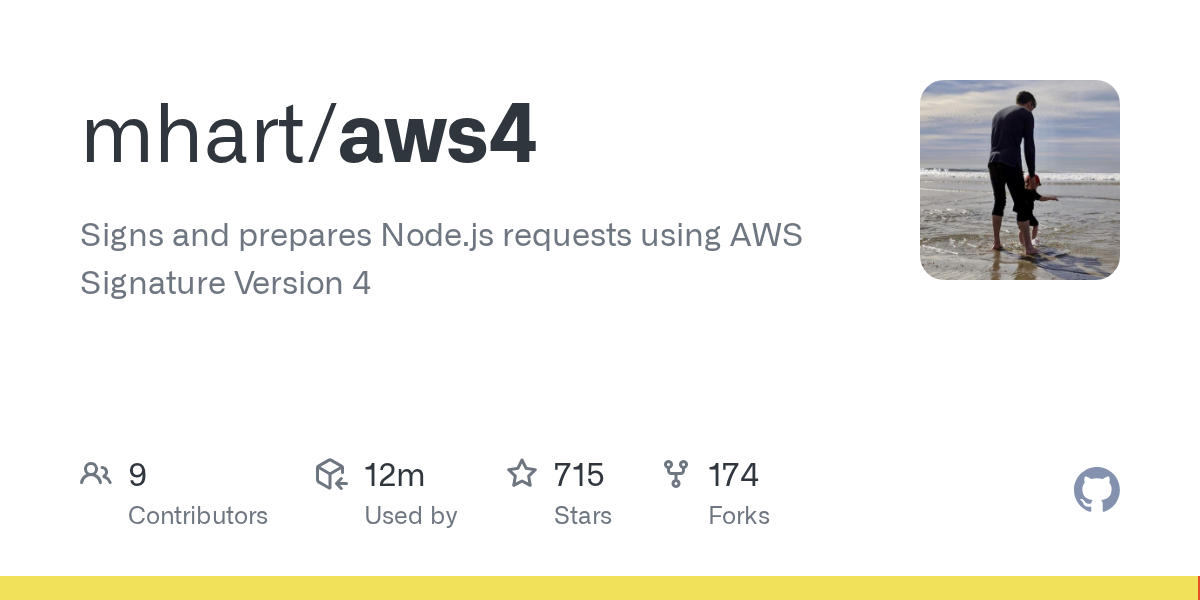 mhart/aws4
Signs and prepares Node.js requests using AWS
Signature Version 4
9
Contributors
12m
Used by
715
Stars
174
Forks